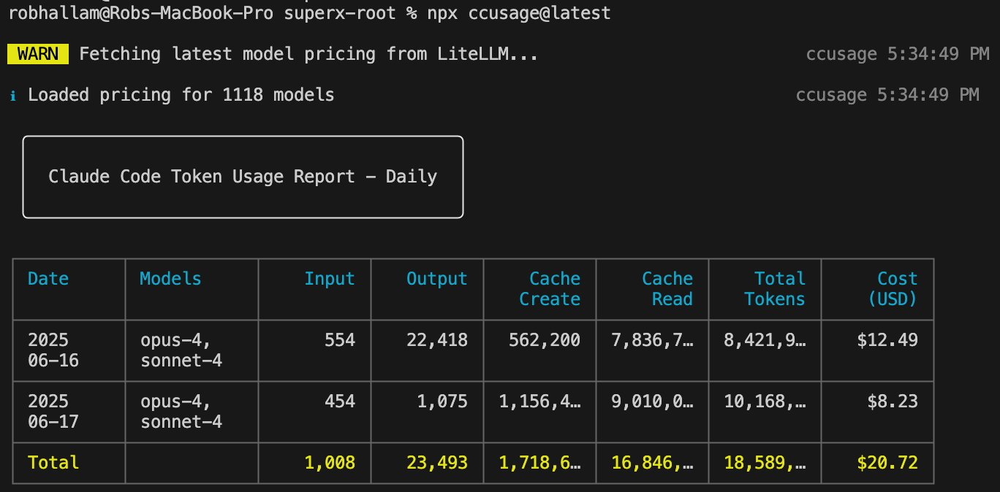 robhallam@Robs-MacBook-Pro superx-root % npx ccusage@latest
WARN Fetching latest model pricing from LiteLLM... ccusage 5:34:49 PM
ℹ Loaded pricing for 1118 models ccusage 5:34:49 PM
Claude Code Token Usage Report - Daily
Date Models Input Output Cache Cache Total Cost
Create Read Tokens (USD)
2025 opus-4, 554 22,418 562,200 7,836,7… 8,421,9… $12.49
06-16 sonnet-4
2025 opus-4, 454 1,075 1,156,4… 9,010,0… 10,168,… $8.23
06-17 sonnet-4
Total 1,008 23,493 1,718,6… 16,846,… 18,589,… $20.72